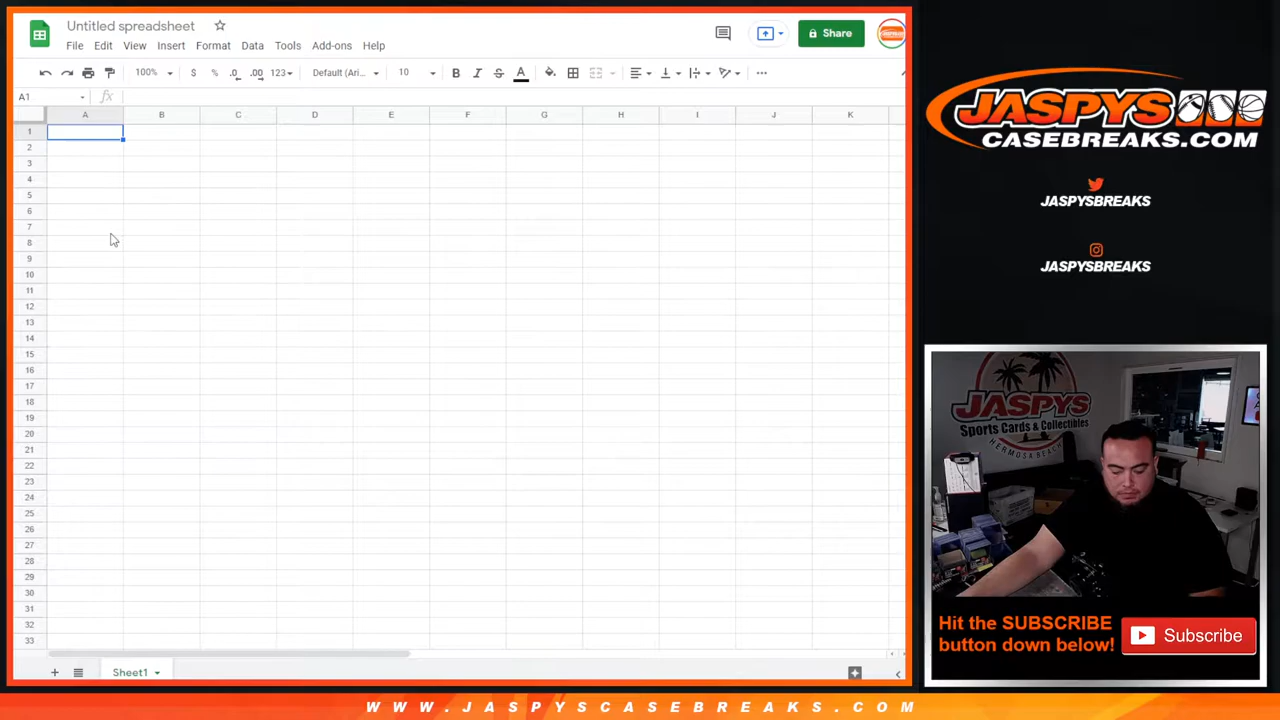 Untitled spreadsheet
File Edit View Insert Format Data Tools Add-ons Help
Share
100% $ % .0 .00 123 Default (Ari... 10 B I S A
A1 fx
A B C D E F G H I J K
1
2
3
4
5
6
7
8
9
10
11
12
13
14
15
16
17
18
19
20
21
22
23
24
25
26
27
28
29
30
31
32
33
Sheet1
JASPYS
CASEBREAKS.COM
JASPYSBREAKS
JASPYSBREAKS
JASPYS
Sports Cards & Collectibles
HERMOSA BEACH
Hit the SUBSCRIBE
button down below!
Subscribe
WWW.JASPYSCASEBREAKS.COM